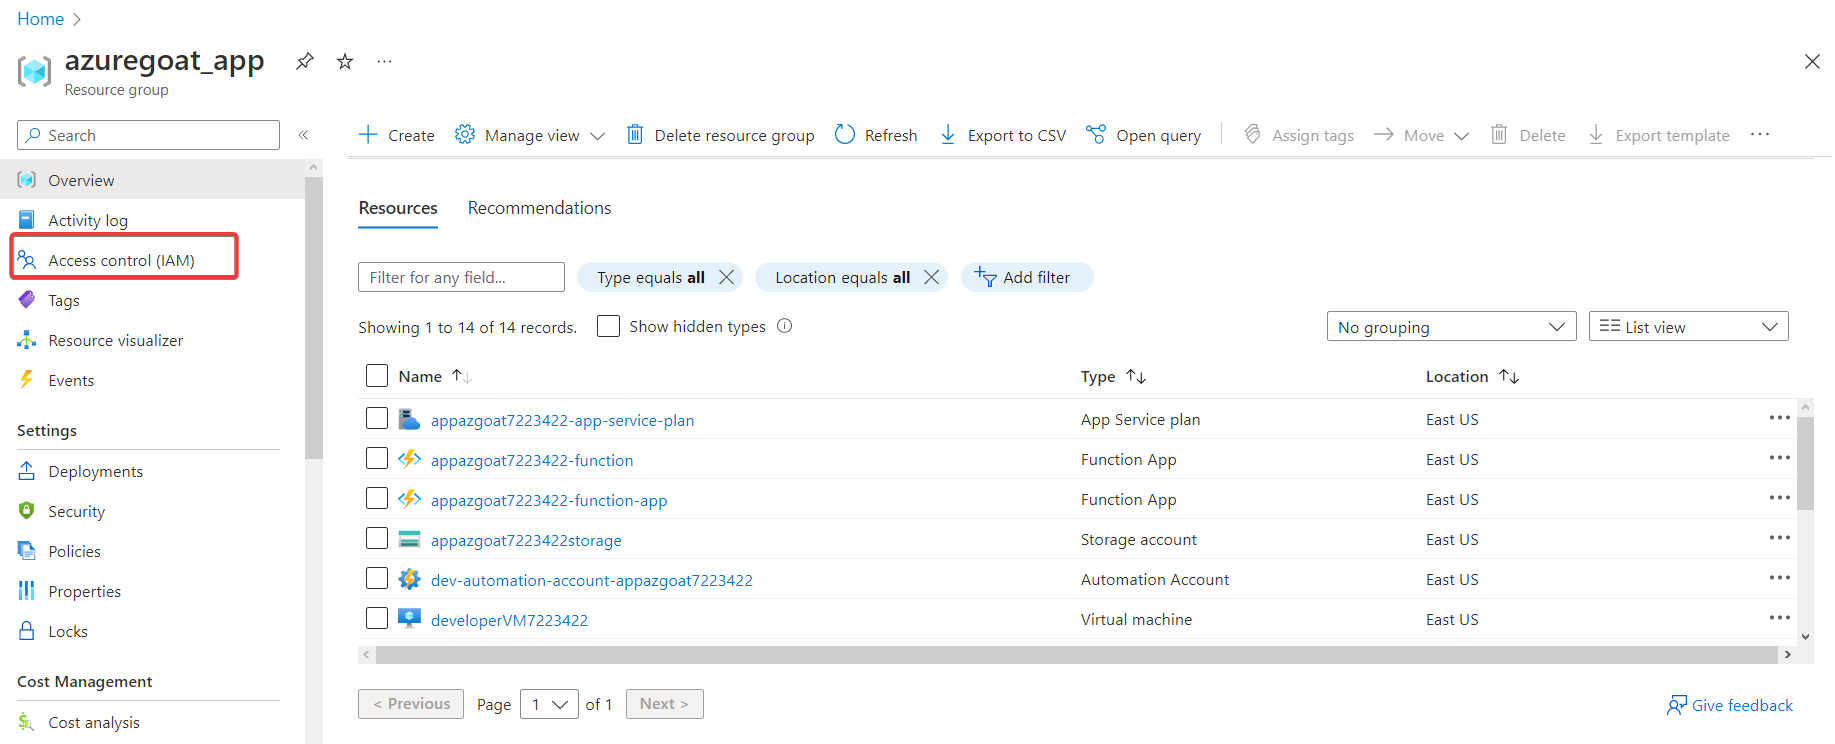 Home
azuregoat_app
Resource group
Search
Overview
Activity log
Access control (IAM)
Tags
Resource visualizer
Events
Settings
Deployments
Security
Policies
Properties
Locks
Cost Management
Cost analysis
Create Manage view Delete resource group Refresh Export to CSV Open query Assign tags Move Delete Export template
Resources Recommendations
Filter for any field... Type equals all Location equals all Add filter
Showing 1 to 14 of 14 records. Show hidden types No grouping List view
Name Type Location
appazgoat7223422-app-service-plan App Service plan East US
appazgoat7223422-function Function App East US
appazgoat7223422-function-app Function App East US
appazgoat7223422storage Storage account East US
dev-automation-account-appazgoat7223422 Automation Account East US
developerVM7223422 Virtual machine East US
< Previous Page 1 of 1 Next >
Give feedback